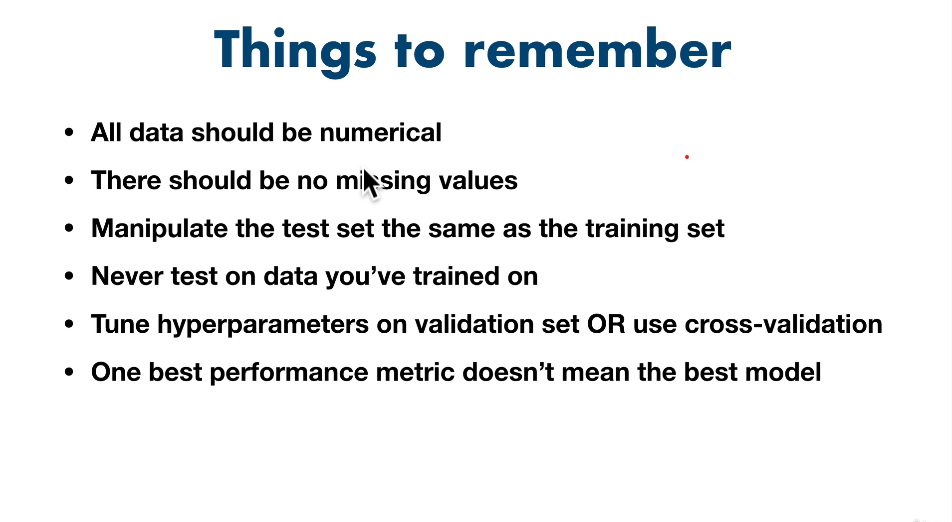 Things to remember
• All data should be numerical
• There should be no missing values
• Manipulate the test set the same as the training set
• Never test on data you’ve trained on
• Tune hyperparameters on validation set OR use cross-validation
• One best performance metric doesn’t mean the best model